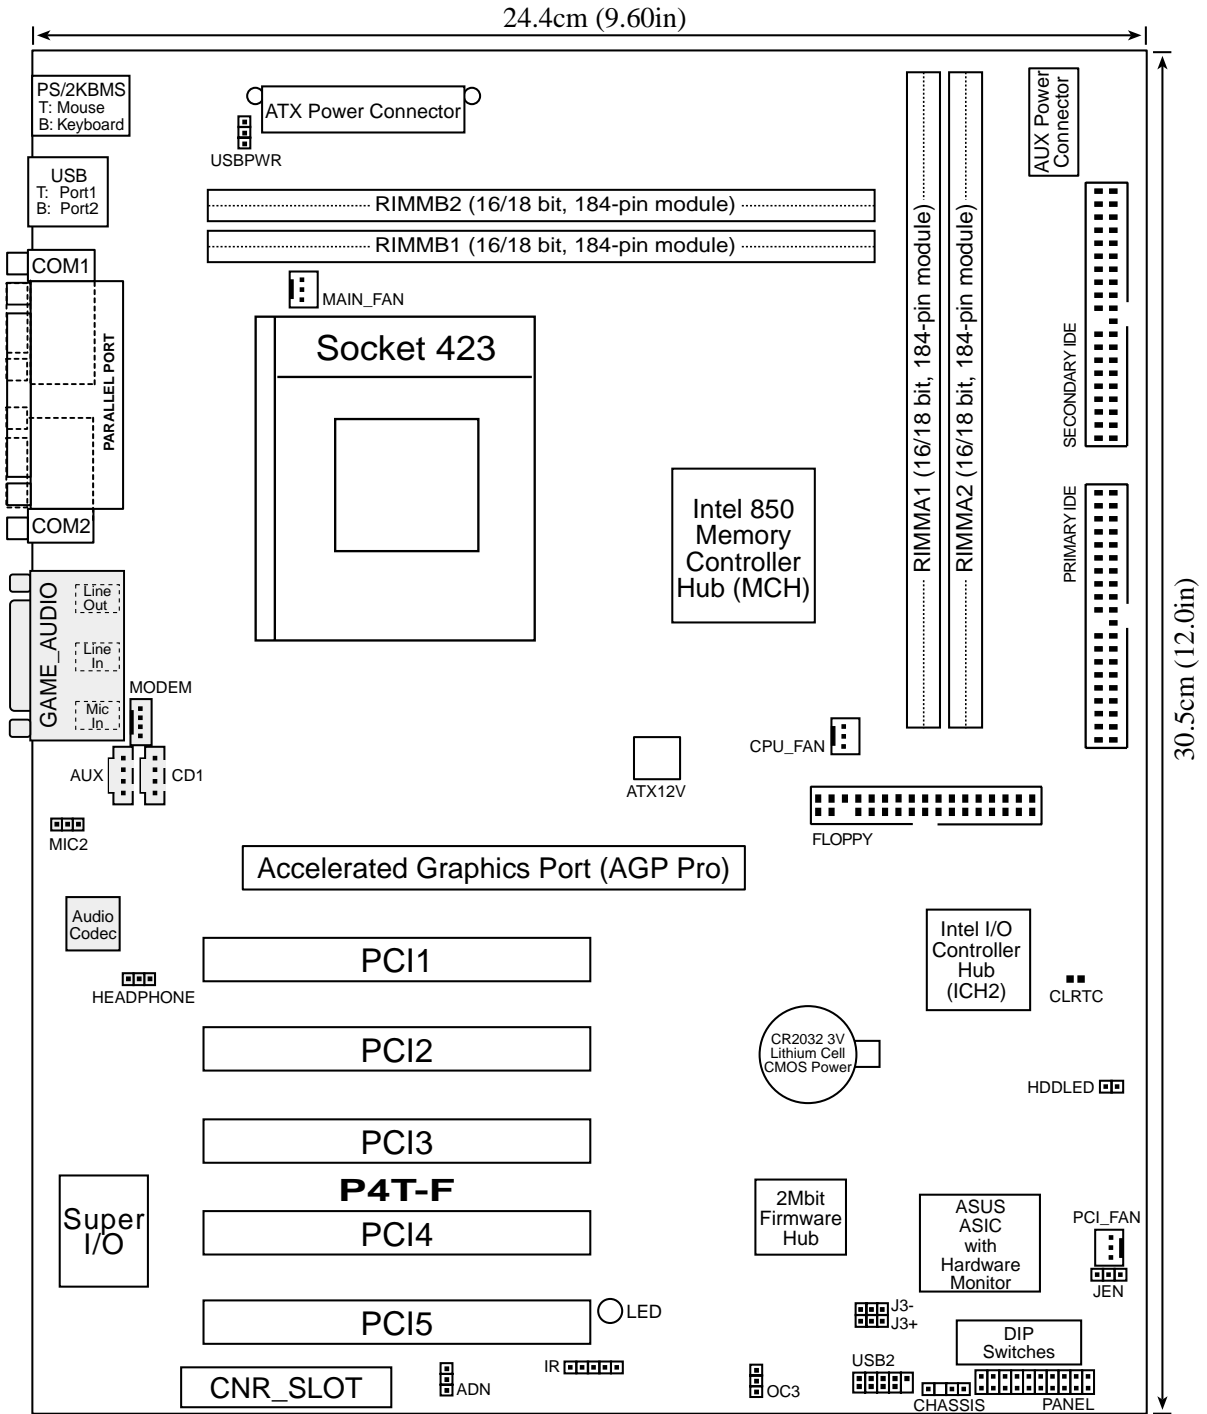 24.4cm (9.60in)
PS/2KBMS
T: Mouse
B: Keyboard
ATX Power Connector
USBPWR
AUX Power
Connector
USB
T: Port1
B: Port2
RIMMB2 (16/18 bit, 184-pin module)
RIMMB1 (16/18 bit, 184-pin module)
COM1
MAIN_FAN
PARALLEL PORT
Socket 423
RIMMA1 (16/18 bit, 184-pin module)
RIMMA2 (16/18 bit, 184-pin module)
SECONDARY IDE
PRIMARY IDE
30.5cm (12.0in)
COM2
Intel 850
Memory
Controller
Hub (MCH)
GAME_AUDIO
Line
Out
Line
In
Mic
In
MODEM
AUX
CD1
CPU_FAN
ATX12V
MIC2
FLOPPY
Accelerated Graphics Port (AGP Pro)
Audio
Codec
HEADPHONE
PCI1
Intel I/O
Controller
Hub
(ICH2)
CLRTC
PCI2
CR2032 3V
Lithium Cell
CMOS Power
HDDLED
PCI3
P4T-F
Super
I/O
PCI4
2Mbit
Firmware
Hub
ASUS
ASIC
with
Hardware
Monitor
PCI_FAN
JEN
PCI5
LED
J3-
J3+
DIP
Switches
CNR_SLOT
ADN
IR
OC3
USB2
CHASSIS
PANEL